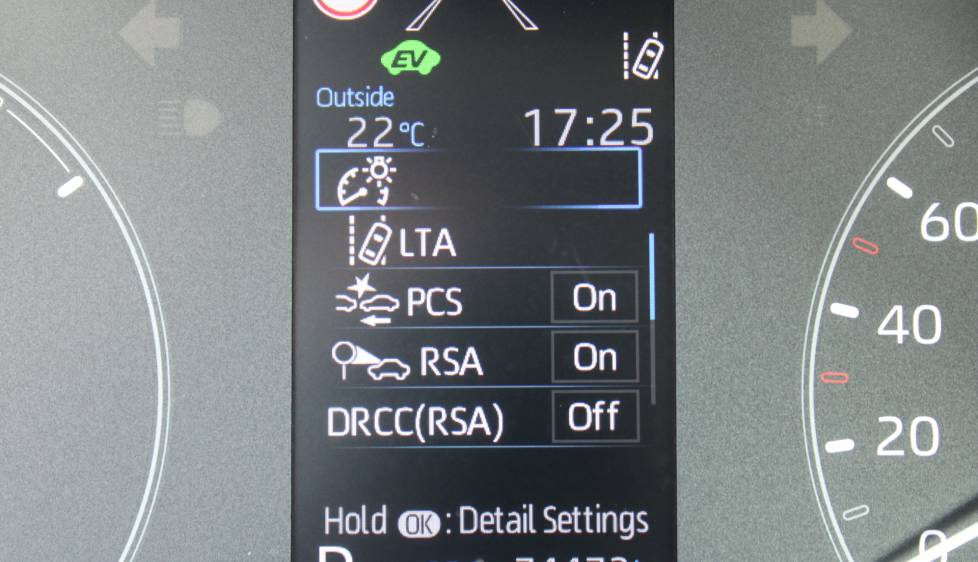 EV
Outside
22°C 17:25
LTA
PCS On
RSA On
DRCC(RSA) Off
Hold OK : Detail Settings
60
40
20
0